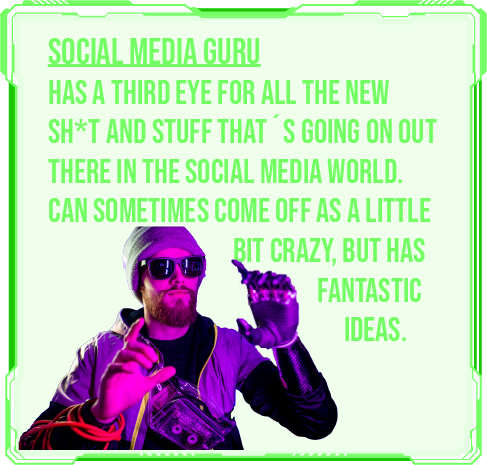 SOCIAL MEDIA GURU
HAS A THIRD EYE FOR ALL THE NEW
SH*T AND STUFF THAT ´S GOING ON OUT
THERE IN THE SOCIAL MEDIA WORLD.
CAN SOMETIMES COME OFF AS A LITTLE
BIT CRAZY, BUT HAS
FANTASTIC
IDEAS.